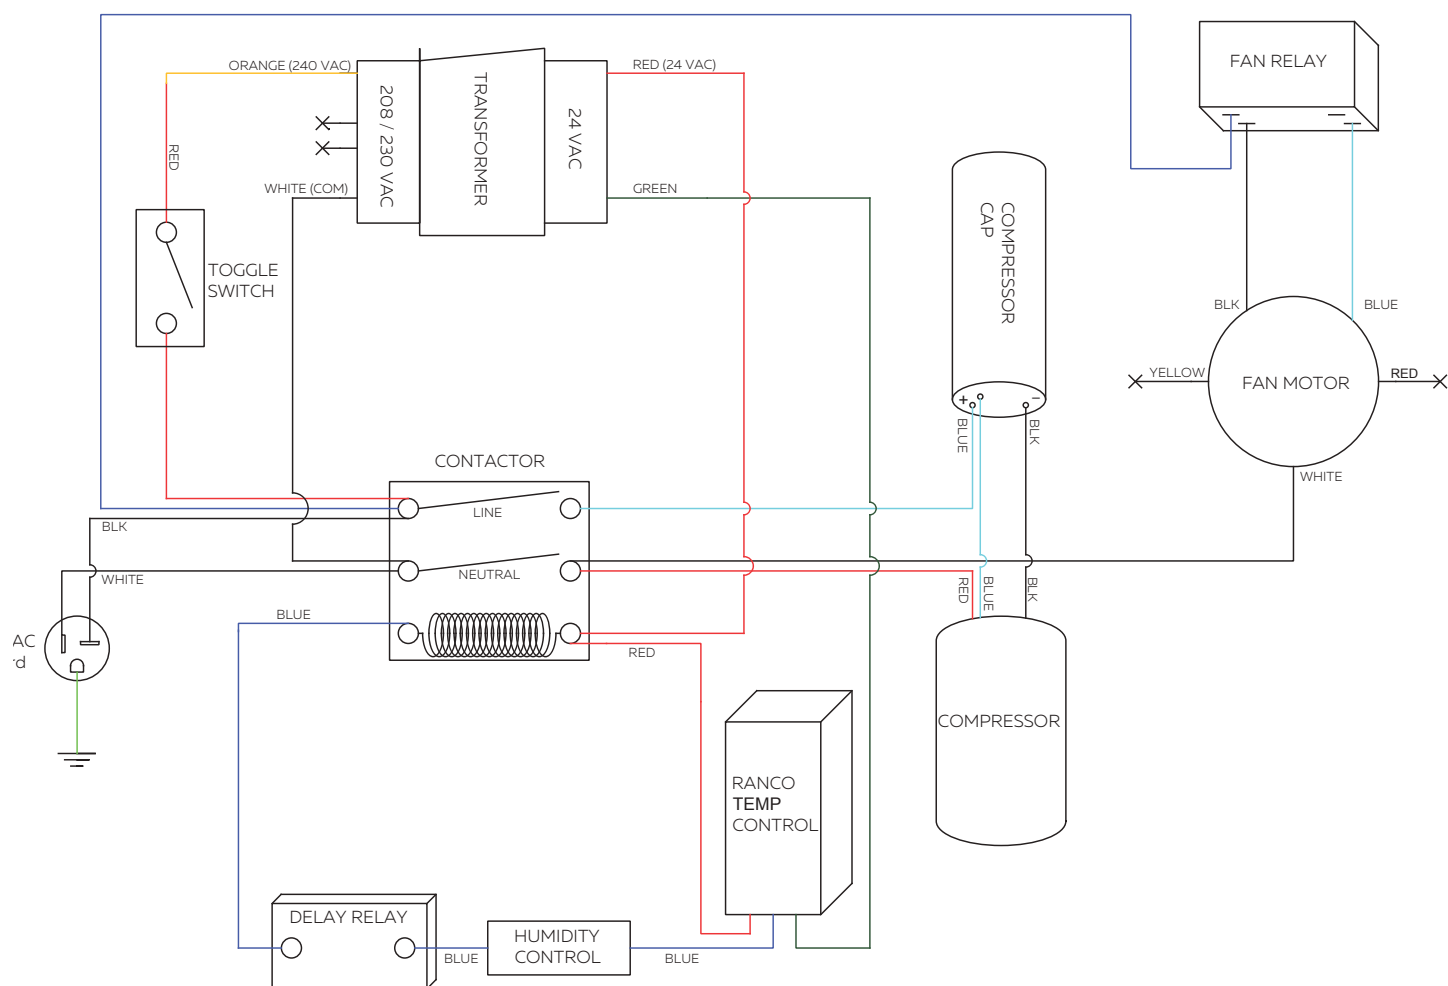 FAN RELAY
ORANGE (240 VAC)
RED (24 VAC)
208 / 230 VAC
TRANSFORMER
24 VAC
RED
WHITE (COM)
GREEN
COMPRESSOR
CAP
TOGGLE
SWITCH
BLK
BLUE
YELLOW
FAN MOTOR
RED
+
−
BLUE
BLK
WHITE
CONTACTOR
LINE
BLK
NEUTRAL
WHITE
RED
BLUE
BLK
BLUE
AC
rd
RED
COMPRESSOR
RANCO
TEMP
CONTROL
DELAY RELAY
HUMIDITY
CONTROL
BLUE
BLUE